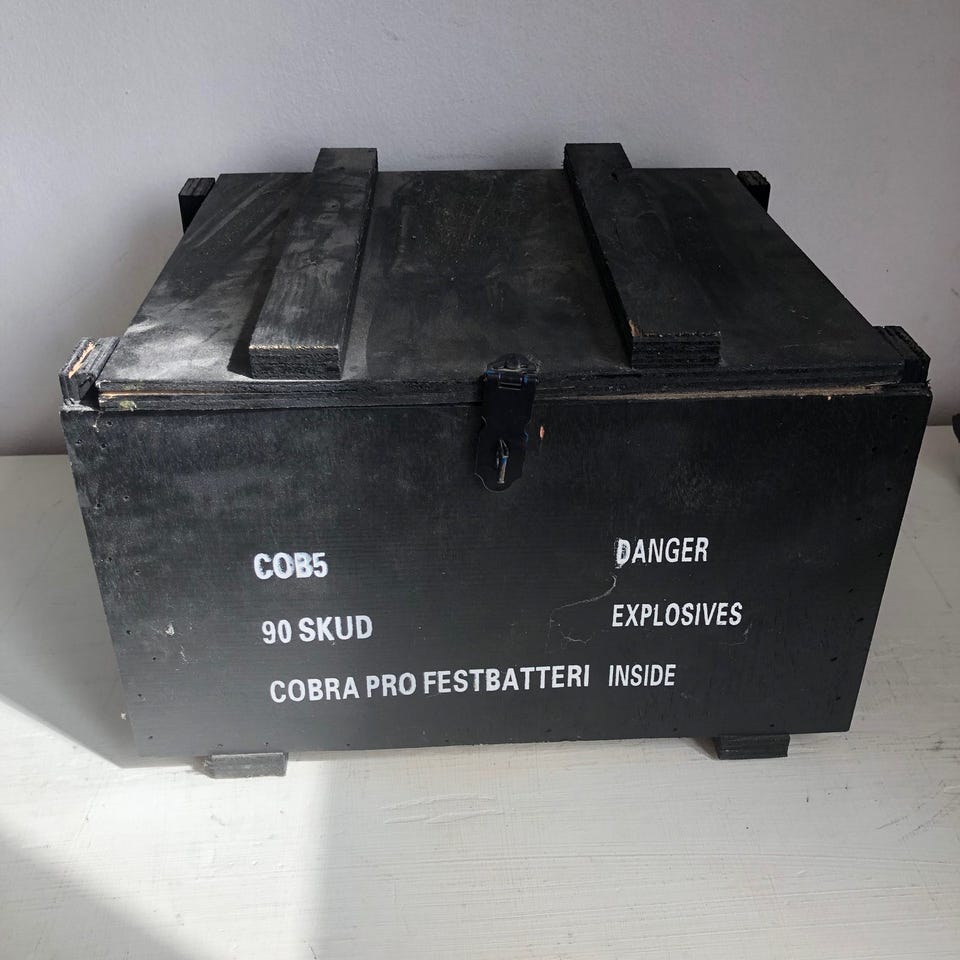 COB5
90 SKUD
COBRA PRO FESTBATTERI
DANGER
EXPLOSIVES
INSIDE